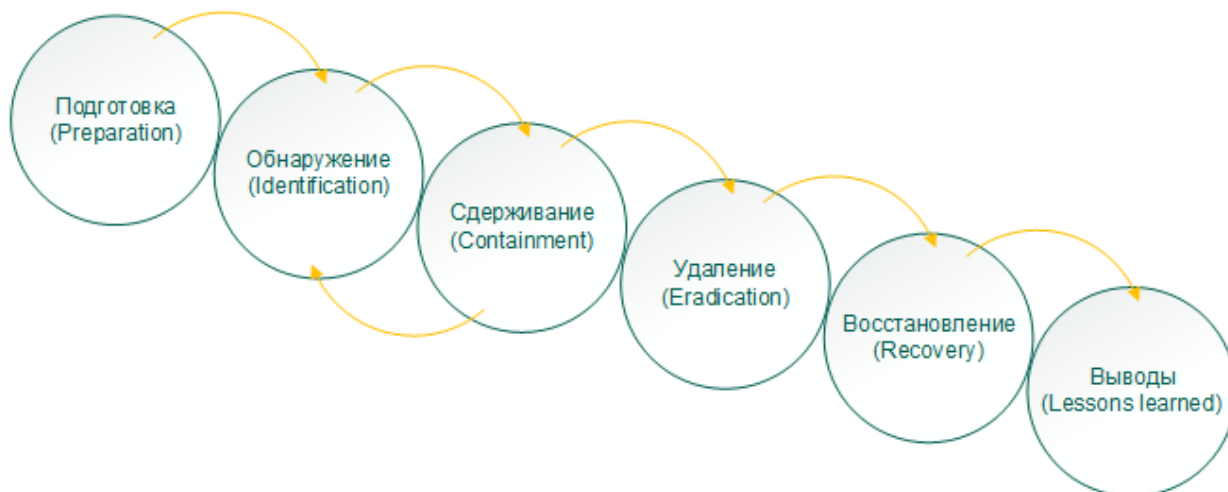 Подготовка
(Preparation)
Обнаружение
(Identification)
Сдерживание
(Containment)
Удаление
(Eradication)
Восстановление
(Recovery)
Выводы
(Lessons learned)